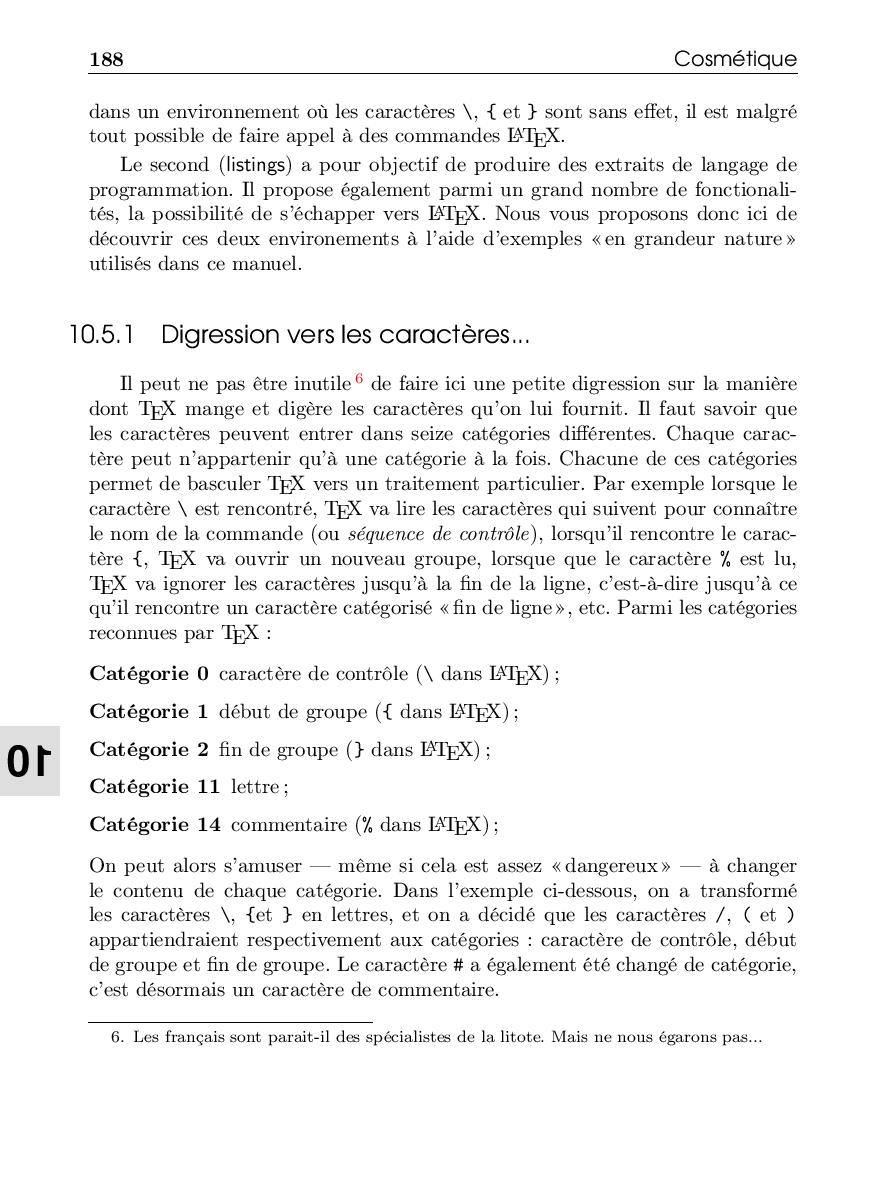 188 Cosmétique
dans un environnement où les caractères \, { et } sont sans effet, il est malgré
tout possible de faire appel à des commandes LATEX.
Le second (listings) a pour objectif de produire des extraits de langage de
programmation. Il propose également parmi un grand nombre de fonctionali-
tés, la possibilité de s'échapper vers LATEX. Nous vous proposons donc ici de
découvrir ces deux environements à l'aide d'exemples « en grandeur nature »
utilisés dans ce manuel.
10.5.1 Digression vers les caractères...
Il peut ne pas être inutile 6 de faire ici une petite digression sur la manière
dont TEX mange et digère les caractères qu'on lui fournit. Il faut savoir que
les caractères peuvent entrer dans seize catégories différentes. Chaque carac-
tère peut n'appartenir qu'à une catégorie à la fois. Chacune de ces catégories
permet de basculer TEX vers un traitement particulier. Par exemple lorsque le
caractère \ est rencontré, TEX va lire les caractères qui suivent pour connaître
le nom de la commande (ou séquence de contrôle), lorsqu'il rencontre le carac-
tère {, TEX va ouvrir un nouveau groupe, lorsque que le caractère % est lu,
TEX va ignorer les caractères jusqu'à la fin de la ligne, c'est-à-dire jusqu'à ce
qu'il rencontre un caractère catégorisé « fin de ligne », etc. Parmi les catégories
reconnues par TEX :
Catégorie 0 caractère de contrôle (\ dans LATEX) ;
Catégorie 1 début de groupe ({ dans LATEX) ;
Catégorie 2 fin de groupe (} dans LATEX) ;
10
Catégorie 11 lettre ;
Catégorie 14 commentaire (% dans LATEX) ;
On peut alors s'amuser — même si cela est assez « dangereux » — à changer
le contenu de chaque catégorie. Dans l'exemple ci-dessous, on a transformé
les caractères \, {et } en lettres, et on a décidé que les caractères /, ( et )
appartiendraient respectivement aux catégories : caractère de contrôle, début
de groupe et fin de groupe. Le caractère # a également été changé de catégorie,
c'est désormais un caractère de commentaire.
6. Les français sont parait-il des spécialistes de la litote. Mais ne nous égarons pas...